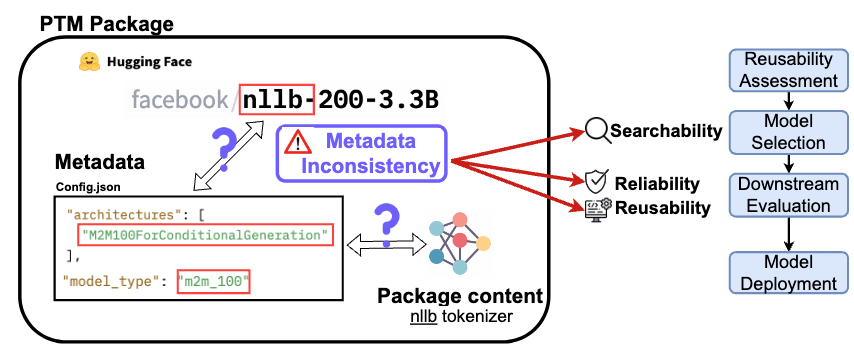 PTM Package
Hugging Face
facebook/nllb-200-3.3B
?
Metadata
Inconsistency
Metadata
Config.json
"architectures": [
"M2M100ForConditionalGeneration"
],
"model_type": "m2m_100"
?
Package content
nllb tokenizer
Searchability
Reliability
Reusability
Reusability
Assessment
Model
Selection
Downstream
Evaluation
Model
Deployment